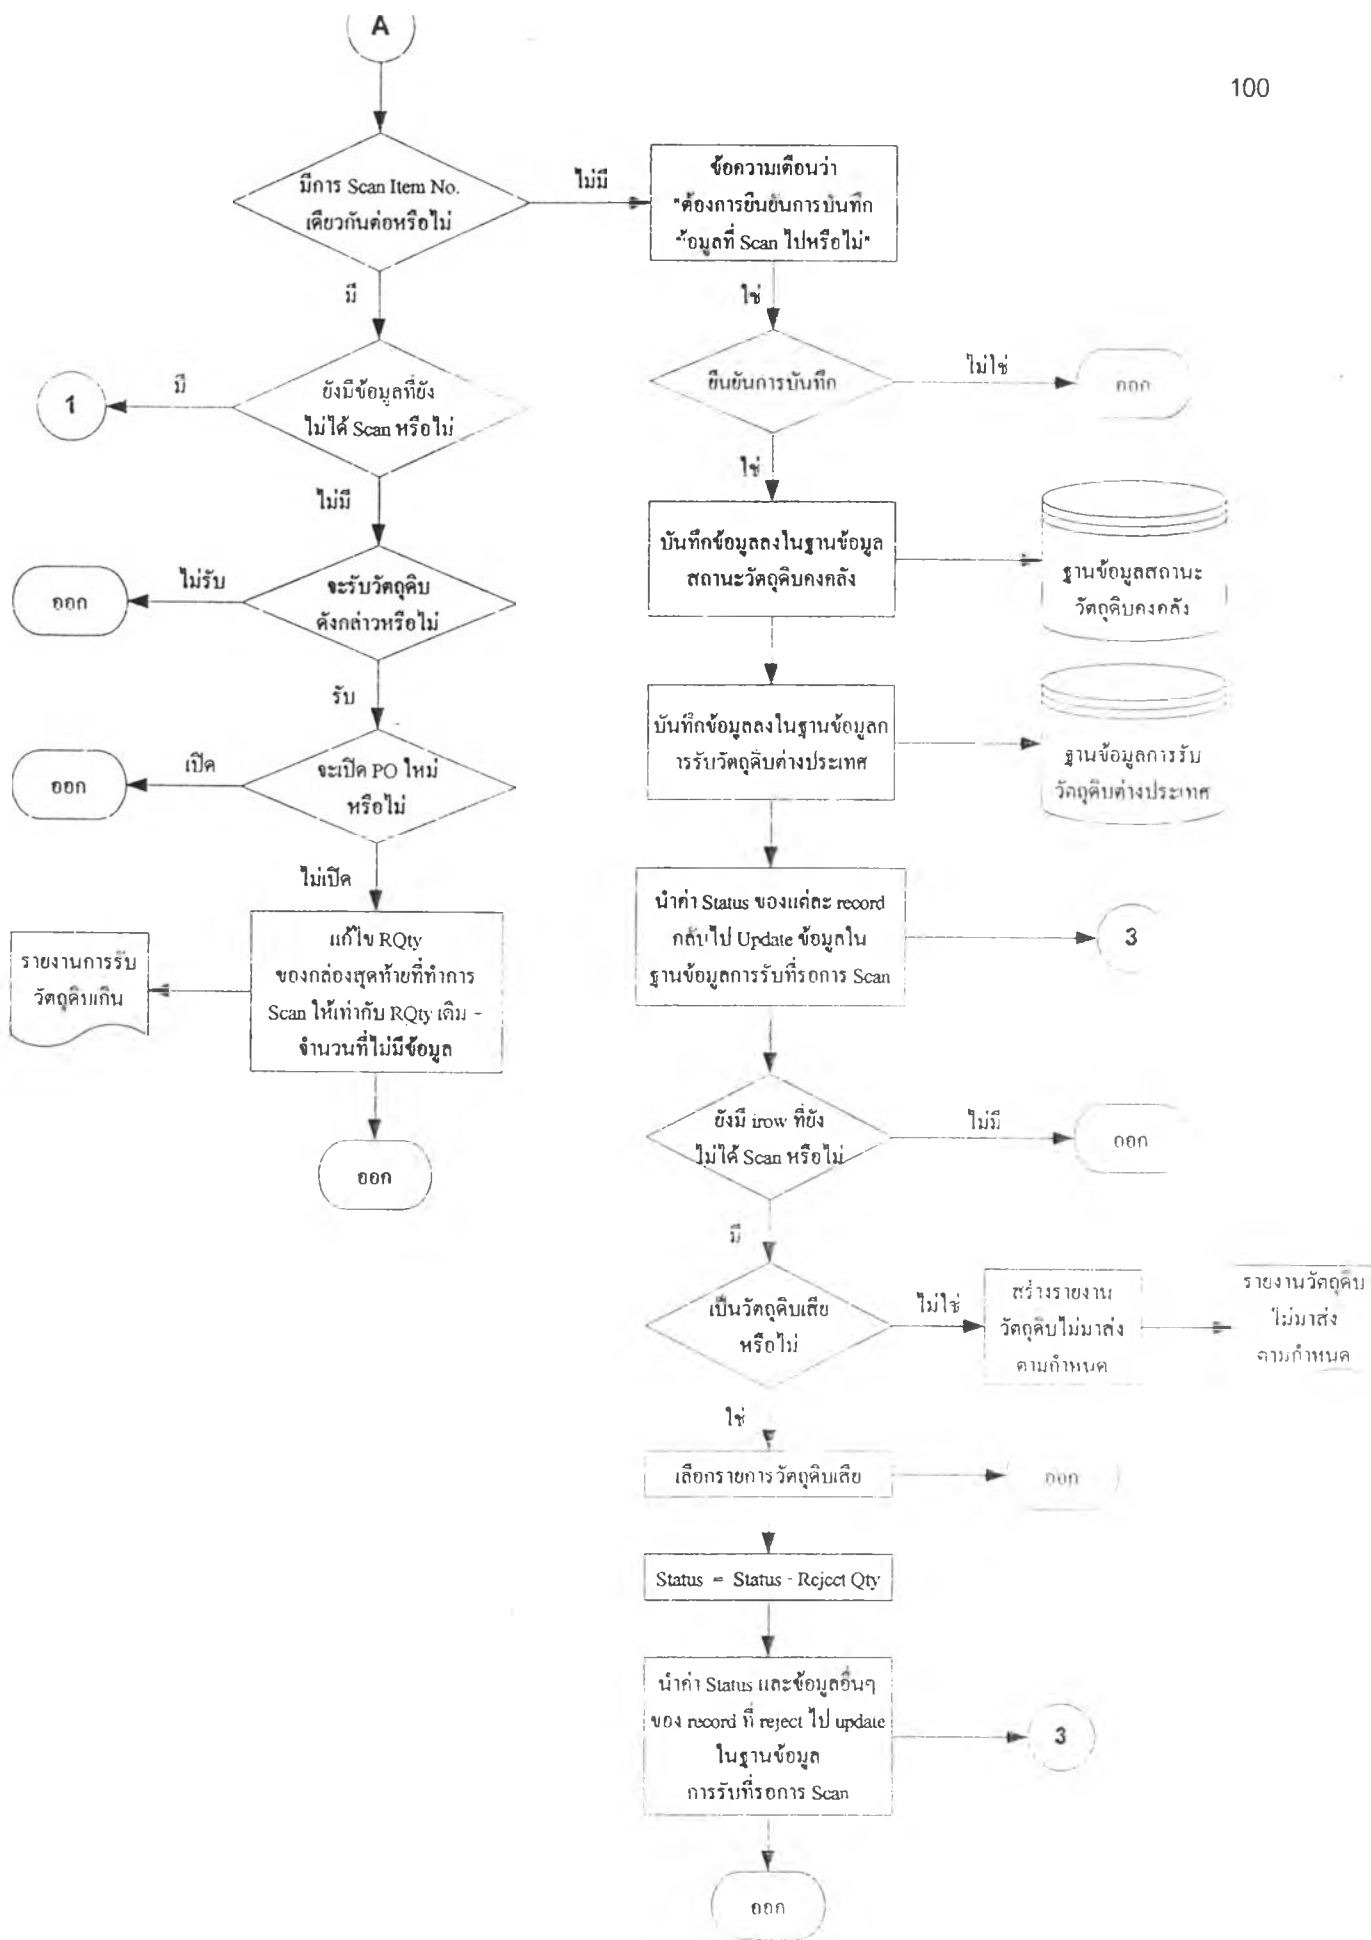 A
100
มีการ Scan Item No.
เดียวกันต่อหรือไม่
ไม่มี
ข้อความเตือนว่า
"ต้องการยืนยันการบันทึก
ข้อมูลที่ Scan ไปหรือไม่"
มี
ใช่
ยังมีข้อมูลที่ยัง
ไม่ได้ Scan หรือไม่
มี
1
ยืนยันการบันทึก
ไม่ใช่
ออก
ไม่มี
ใช่
จะรับวัตถุดิบ
ดังกล่าวหรือไม่
ไม่รับ
ออก
บันทึกข้อมูลลงในฐานข้อมูล
สถานะวัตถุดิบคงคลัง
ฐานข้อมูลสถานะ
วัตถุดิบคงคลัง
รับ
จะเปิด PO ใหม่
หรือไม่
เปิด
ออก
บันทึกข้อมูลลงในฐานข้อมูลก
ารรับวัตถุดิบต่างประเทศ
ฐานข้อมูลการรับ
วัตถุดิบต่างประเทศ
ไม่เปิด
แก้ไข RQty
ของกล่องสุดท้ายที่ทำการ
Scan ให้เท่ากับ RQty เดิม -
จำนวนที่ไม่มีข้อมูล
รายงานการรับ
วัตถุดิบเกิน
ออก
นำค่า Status ของแต่ละ record
กลับไป Update ข้อมูลใน
ฐานข้อมูลการรับที่รอการ Scan
3
ยังมี irow ที่ยัง
ไม่ได้ Scan หรือไม่
ไม่มี
ออก
มี
เป็นวัตถุดิบเสีย
หรือไม่
ไม่ใช่
สร้างรายงาน
วัตถุดิบไม่มาส่ง
ตามกำหนด
รายงานวัตถุดิบ
ไม่มาส่ง
ตามกำหนด
ใช่
เลือกรายการวัตถุดิบเสีย
ออก
Status = Status - Reject Qty
นำค่า Status และข้อมูลอื่นๆ
ของ record ที่ reject ไป update
ในฐานข้อมูล
การรับที่รอการ Scan
3
ออก